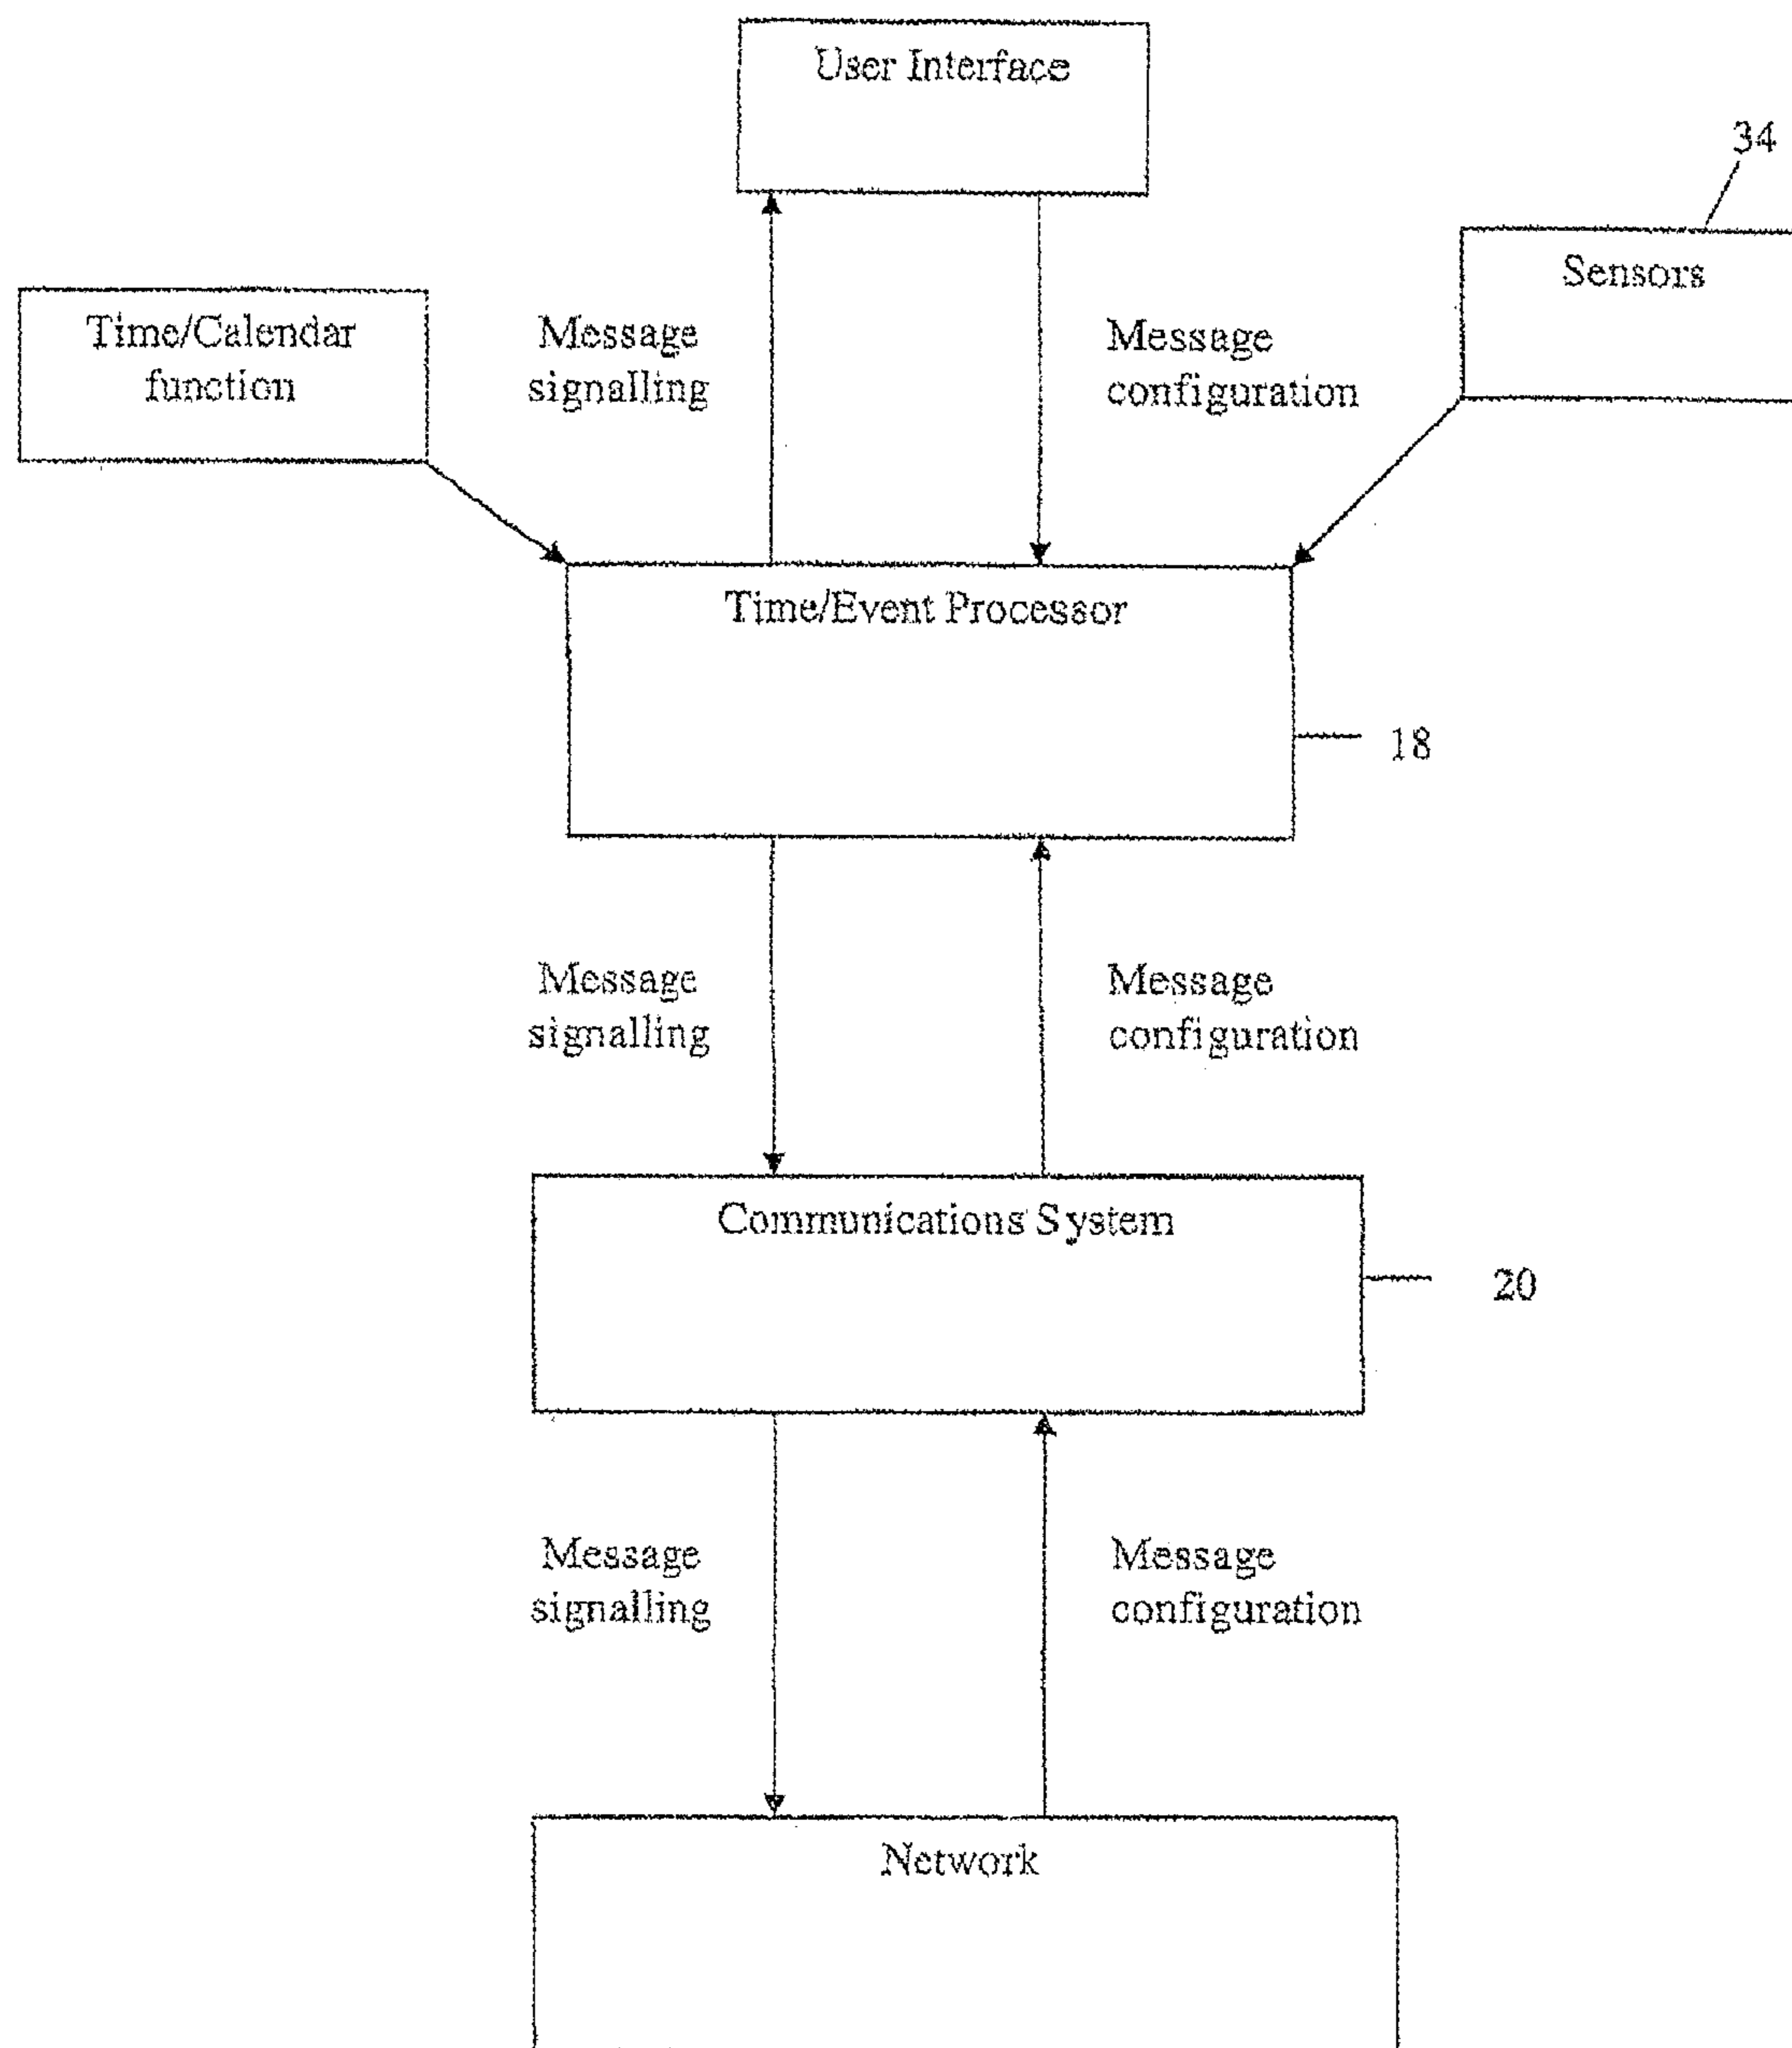 User Interface
34
Sensors
Time/Calendar
function
Message
signalling
Message
configuration
Time/Event Processor
18
Message
signalling
Message
configuration
Communications System
20
Message
signalling
Message
configuration
Network